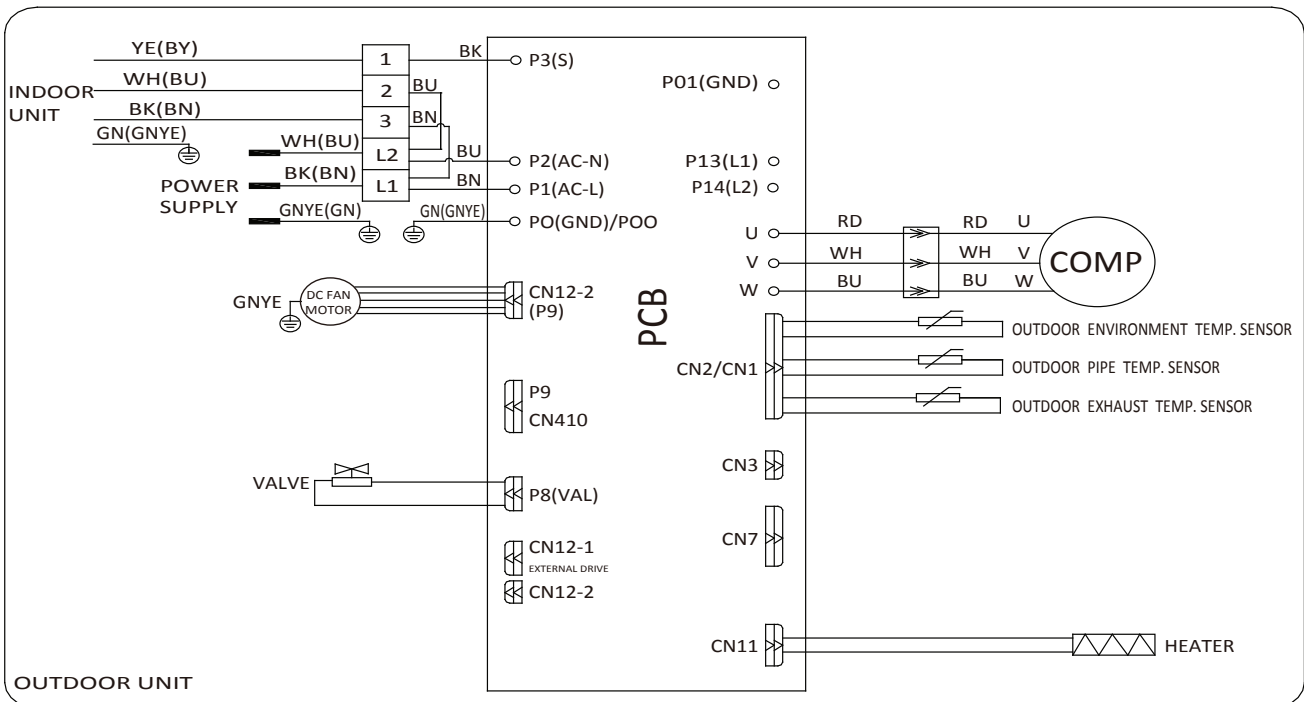 YE(BY)
1
BK
P3(S)
WH(BU)
2
BU
INDOOR
UNIT
BK(BN)
3
BN
GN(GNYE)
WH(BU)
L2
BU
P2(AC-N)
POWER
SUPPLY
BK(BN)
L1
BN
P1(AC-L)
GNYE(GN)
GN(GNYE)
PO(GND)/POO
GNYE
DC FAN
MOTOR
CN12-2
(P9)
P9
CN410
VALVE
P8(VAL)
CN12-1
EXTERNAL DRIVE
CN12-2
PCB
P01(GND)
P13(L1)
P14(L2)
U
RD
RD
U
V
WH
WH
V
W
BU
BU
W
COMP
CN2/CN1
OUTDOOR ENVIRONMENT TEMP. SENSOR
OUTDOOR PIPE TEMP. SENSOR
OUTDOOR EXHAUST TEMP. SENSOR
CN3
CN7
CN11
HEATER
OUTDOOR UNIT